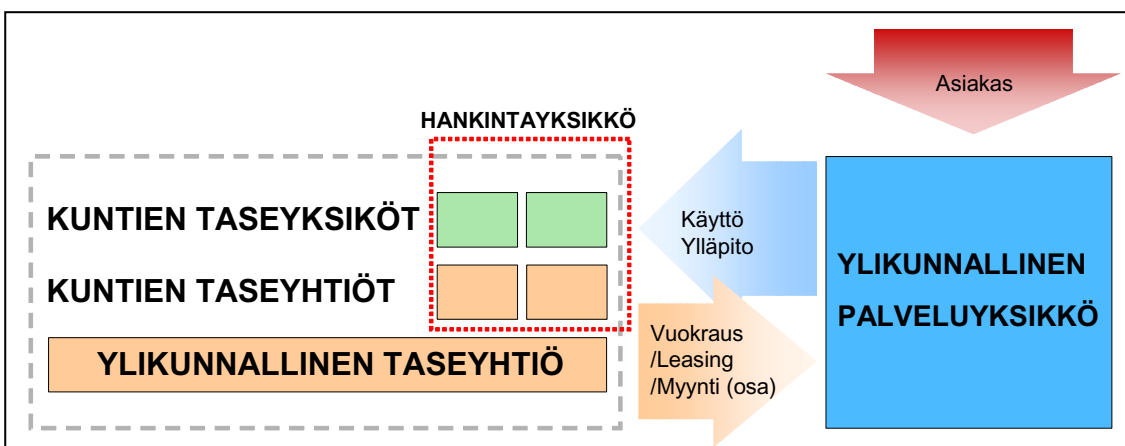 Asiakas
HANKINTAYKSIKKÖ
KUNTIEN TASEYKSIKÖT
KUNTIEN TASEYHTIÖT
YLIKUNNALLINEN TASEYHTIÖ
Käyttö
Ylläpito
Vuokraus
/Leasing
/Myynti (osa)
YLIKUNNALLINEN
PALVELUYKSIKKÖ